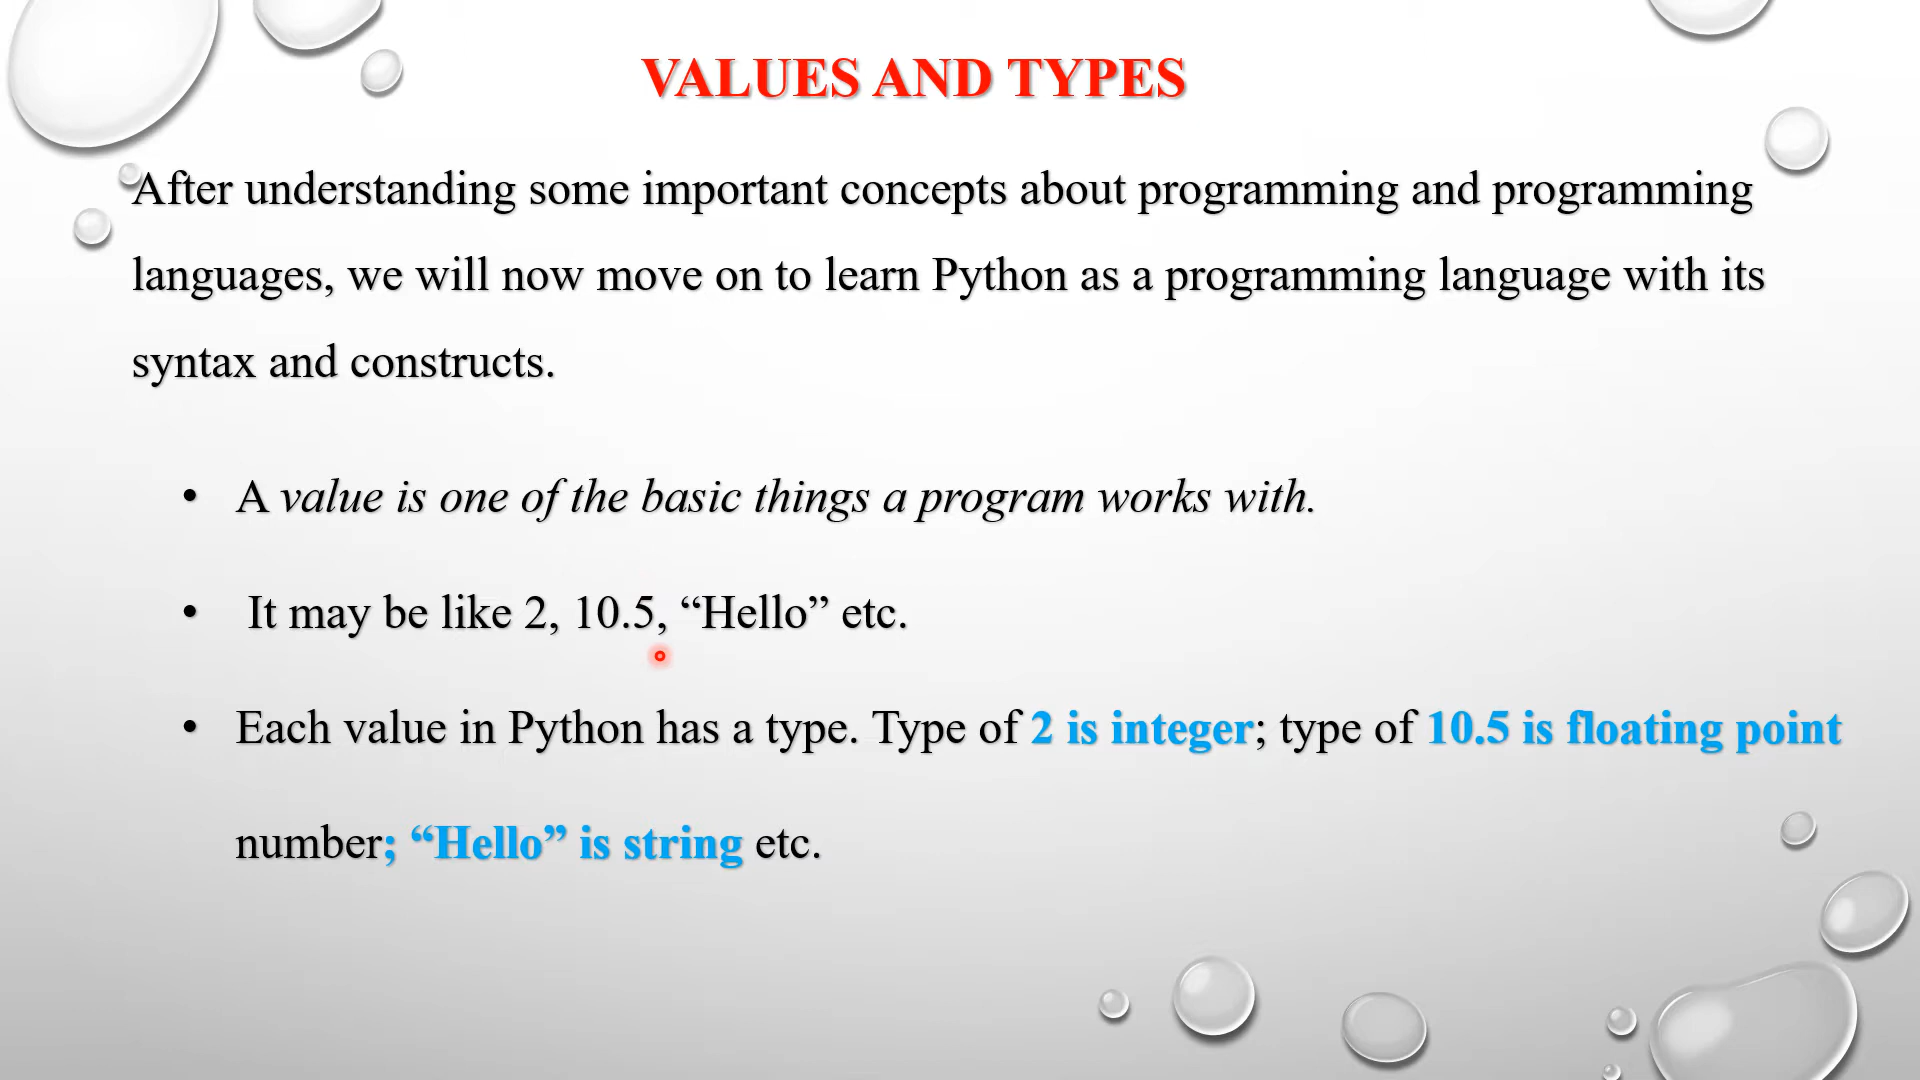 VALUES AND TYPES
After understanding some important concepts about programming and programming
languages, we will now move on to learn Python as a programming language with its
syntax and constructs.
• A value is one of the basic things a program works with.
• It may be like 2, 10.5, “Hello” etc.
• Each value in Python has a type. Type of 2 is integer; type of 10.5 is floating point
number; “Hello” is string etc.